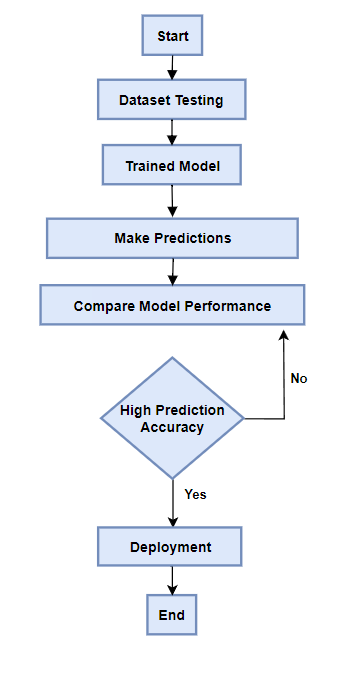 Start
Dataset Testing
Trained Model
Make Predictions
Compare Model Performance
High Prediction
Accuracy
No
Yes
Deployment
End